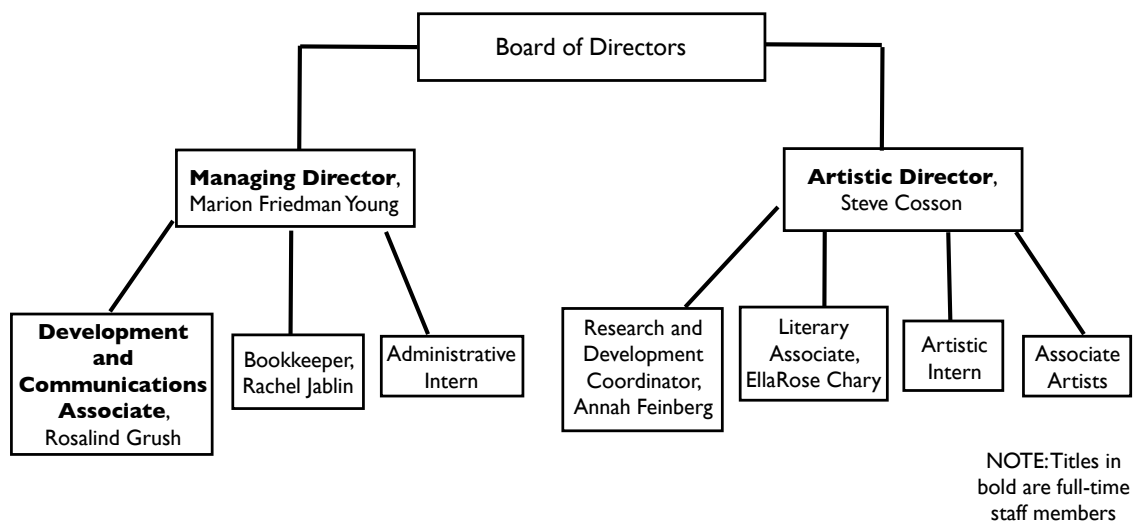 Board of Directors
Managing Director,
Marion Friedman Young
Artistic Director,
Steve Cosson
Development
and
Communications
Associate,
Rosalind Grush
Bookkeeper,
Rachel Jablin
Administrative
Intern
Research and
Development
Coordinator,
Annah Feinberg
Literary
Associate,
EllaRose Chary
Artistic
Intern
Associate
Artists
NOTE: Titles in
bold are full-time
staff members